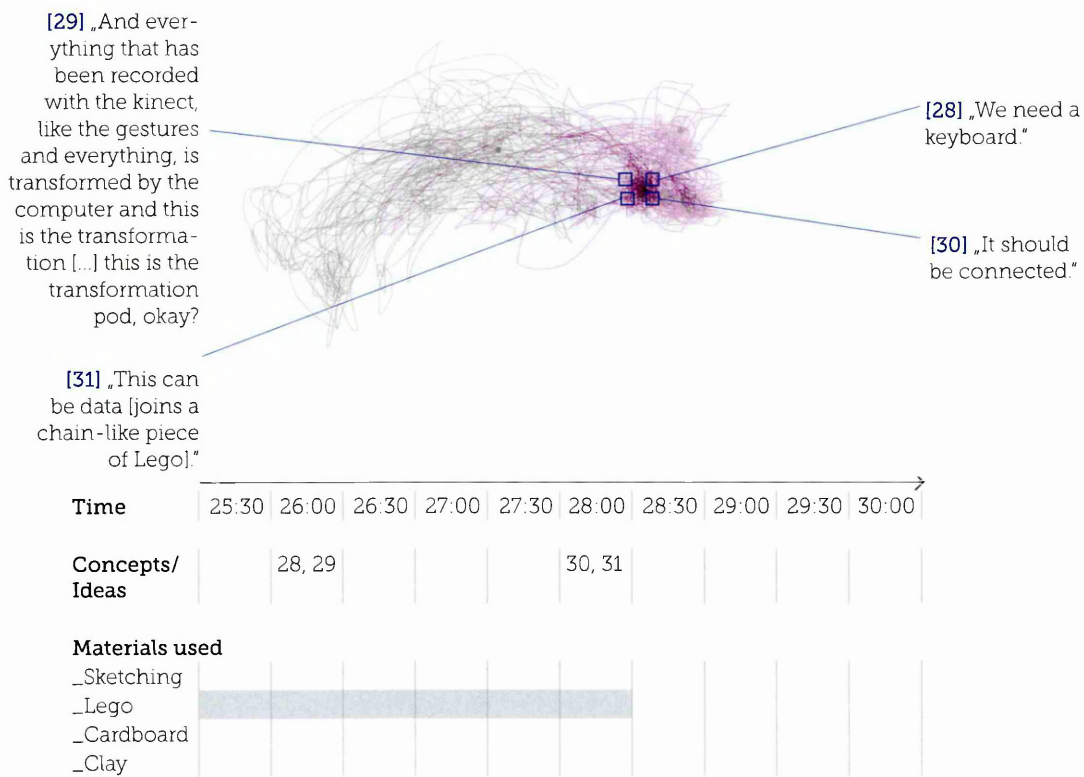 [29] „And ever-
ything that has
been recorded
with the kinect,
like the gestures
and everything, is
transformed by the
computer and this
is the transforma-
tion [...] this is the
transformation
pod, okay?
[28] „We need a
keyboard.“
[30] „It should
be connected.“
[31] „This can
be data [joins a
chain-like piece
of Lego].“
Time 25:30 26:00 26:30 27:00 27:30 28:00 28:30 29:00 29:30 30:00
Concepts/ 28, 29 30, 31
Ideas
Materials used
_Sketching
_Lego
_Cardboard
_Clay